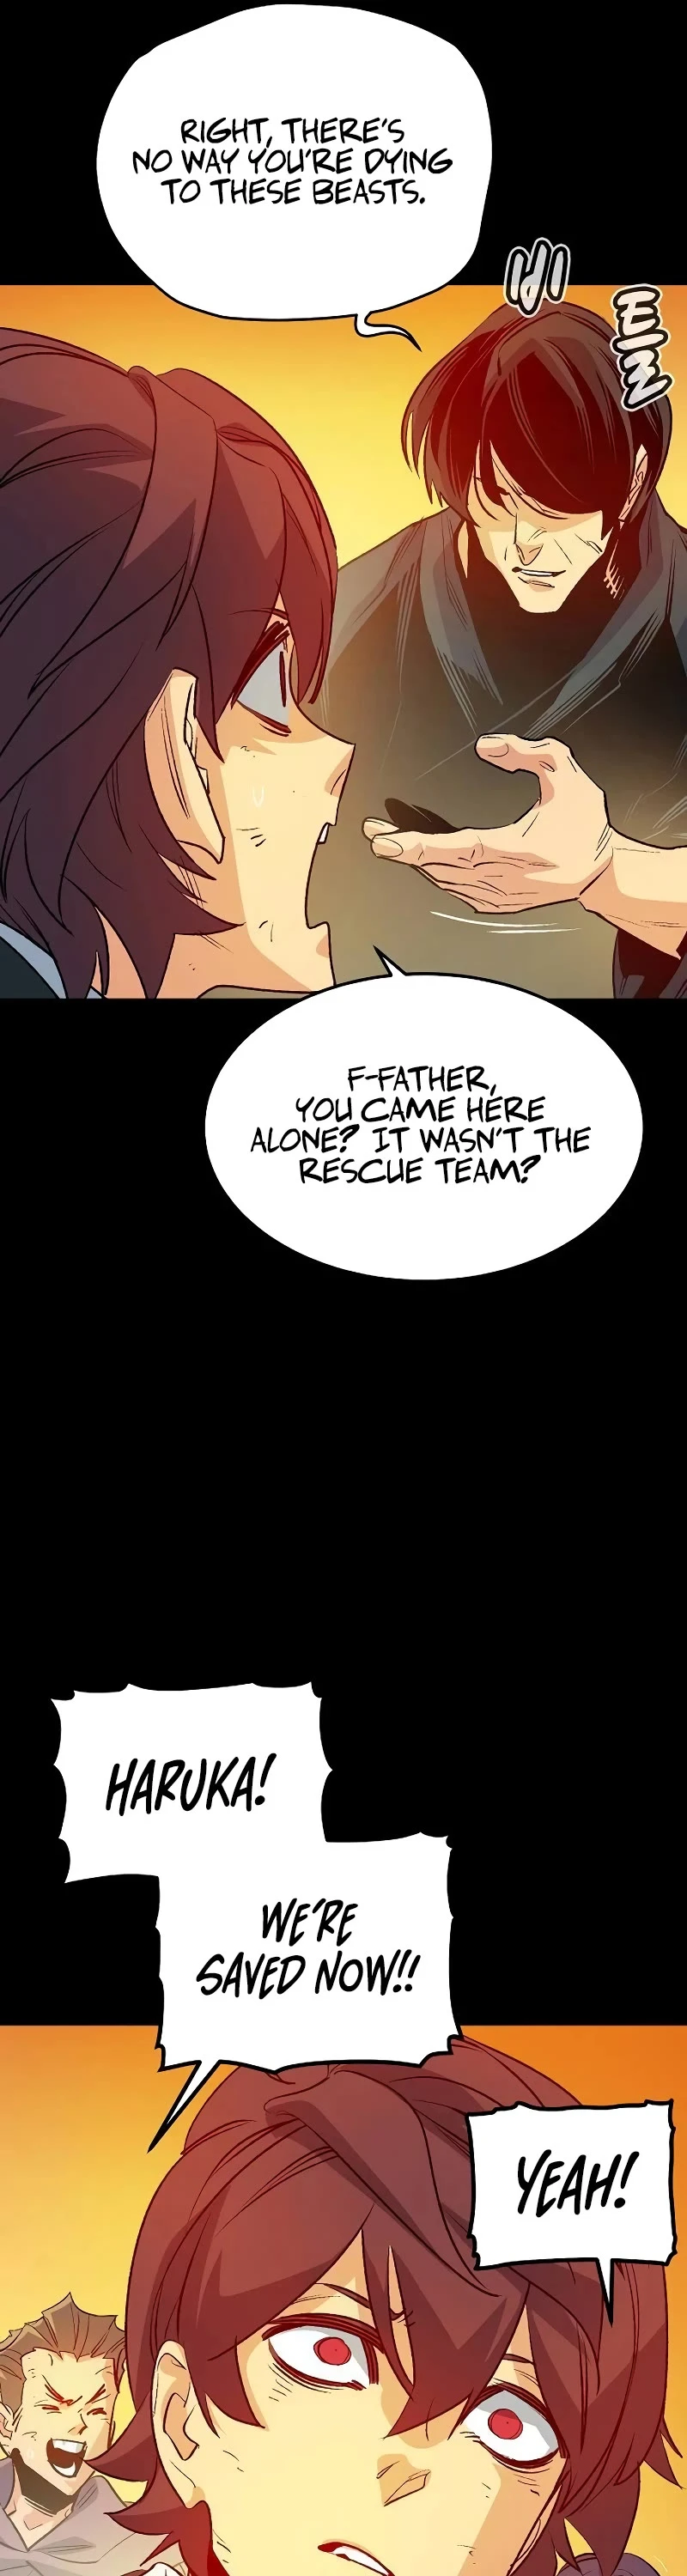 RIGHT, THERE'S
NO WAY YOU'RE DYING
TO THESE BEASTS.
HI
F-FATHER,
YOU CAME HERE
ALONE? IT WASN'T THE
RESCUE TEAM?
HARUKA!
WE'RE
SAVED NOW!!
YEAH!